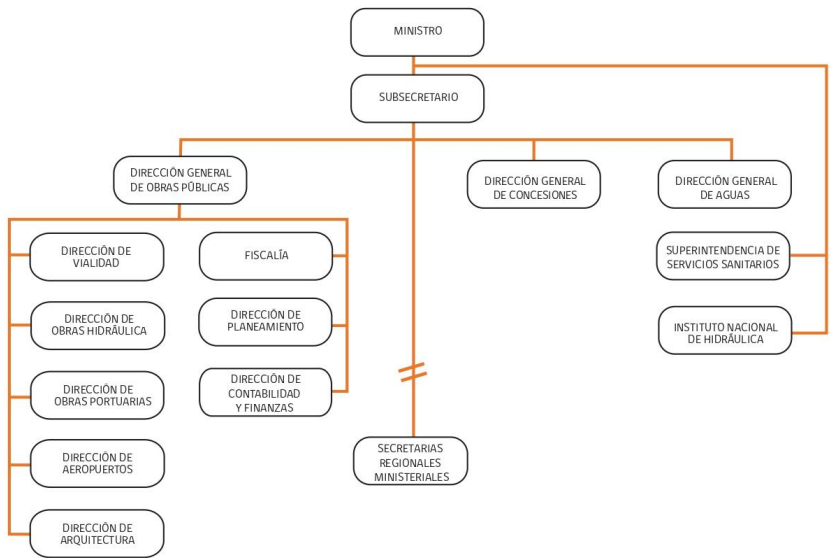 MINISTRO
SUBSECRETARIO
DIRECCIÓN GENERAL
DE OBRAS PÚBLICAS
DIRECCIÓN GENERAL
DE CONCESIONES
DIRECCIÓN GENERAL
DE AGUAS
DIRECCIÓN DE
VIALIDAD
FISCALÍA
SUPERINTENDENCIA DE
SERVICIOS SANITARIOS
DIRECCIÓN DE
OBRAS HIDRÁULICA
DIRECCIÓN DE
PLANEAMIENTO
INSTITUTO NACIONAL
DE HIDRÁULICA
DIRECCIÓN DE
OBRAS PORTUARIAS
DIRECCIÓN DE
CONTABILIDAD
Y FINANZAS
DIRECCIÓN DE
AEROPUERTOS
SECRETARIAS
REGIONALES
MINISTERIALES
DIRECCIÓN DE
ARQUITECTURA